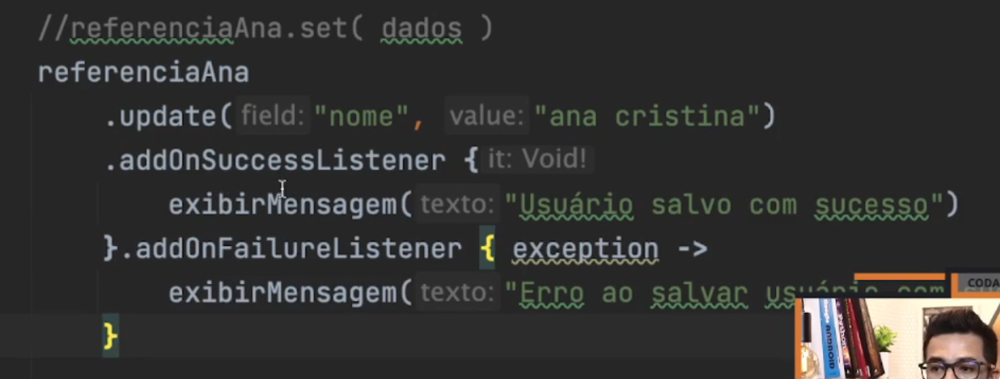 //referenciaAna.set( dados )
referenciaAna
.update( field: "nome", value: "ana cristina")
.addOnSuccessListener { it: Void!
exibirMensagem( texto: "Usuário salvo com sucesso")
}.addOnFailureListener { exception ->
exibirMensagem( texto: "Erro ao salvar usuário com
}
CODA
ANDROID